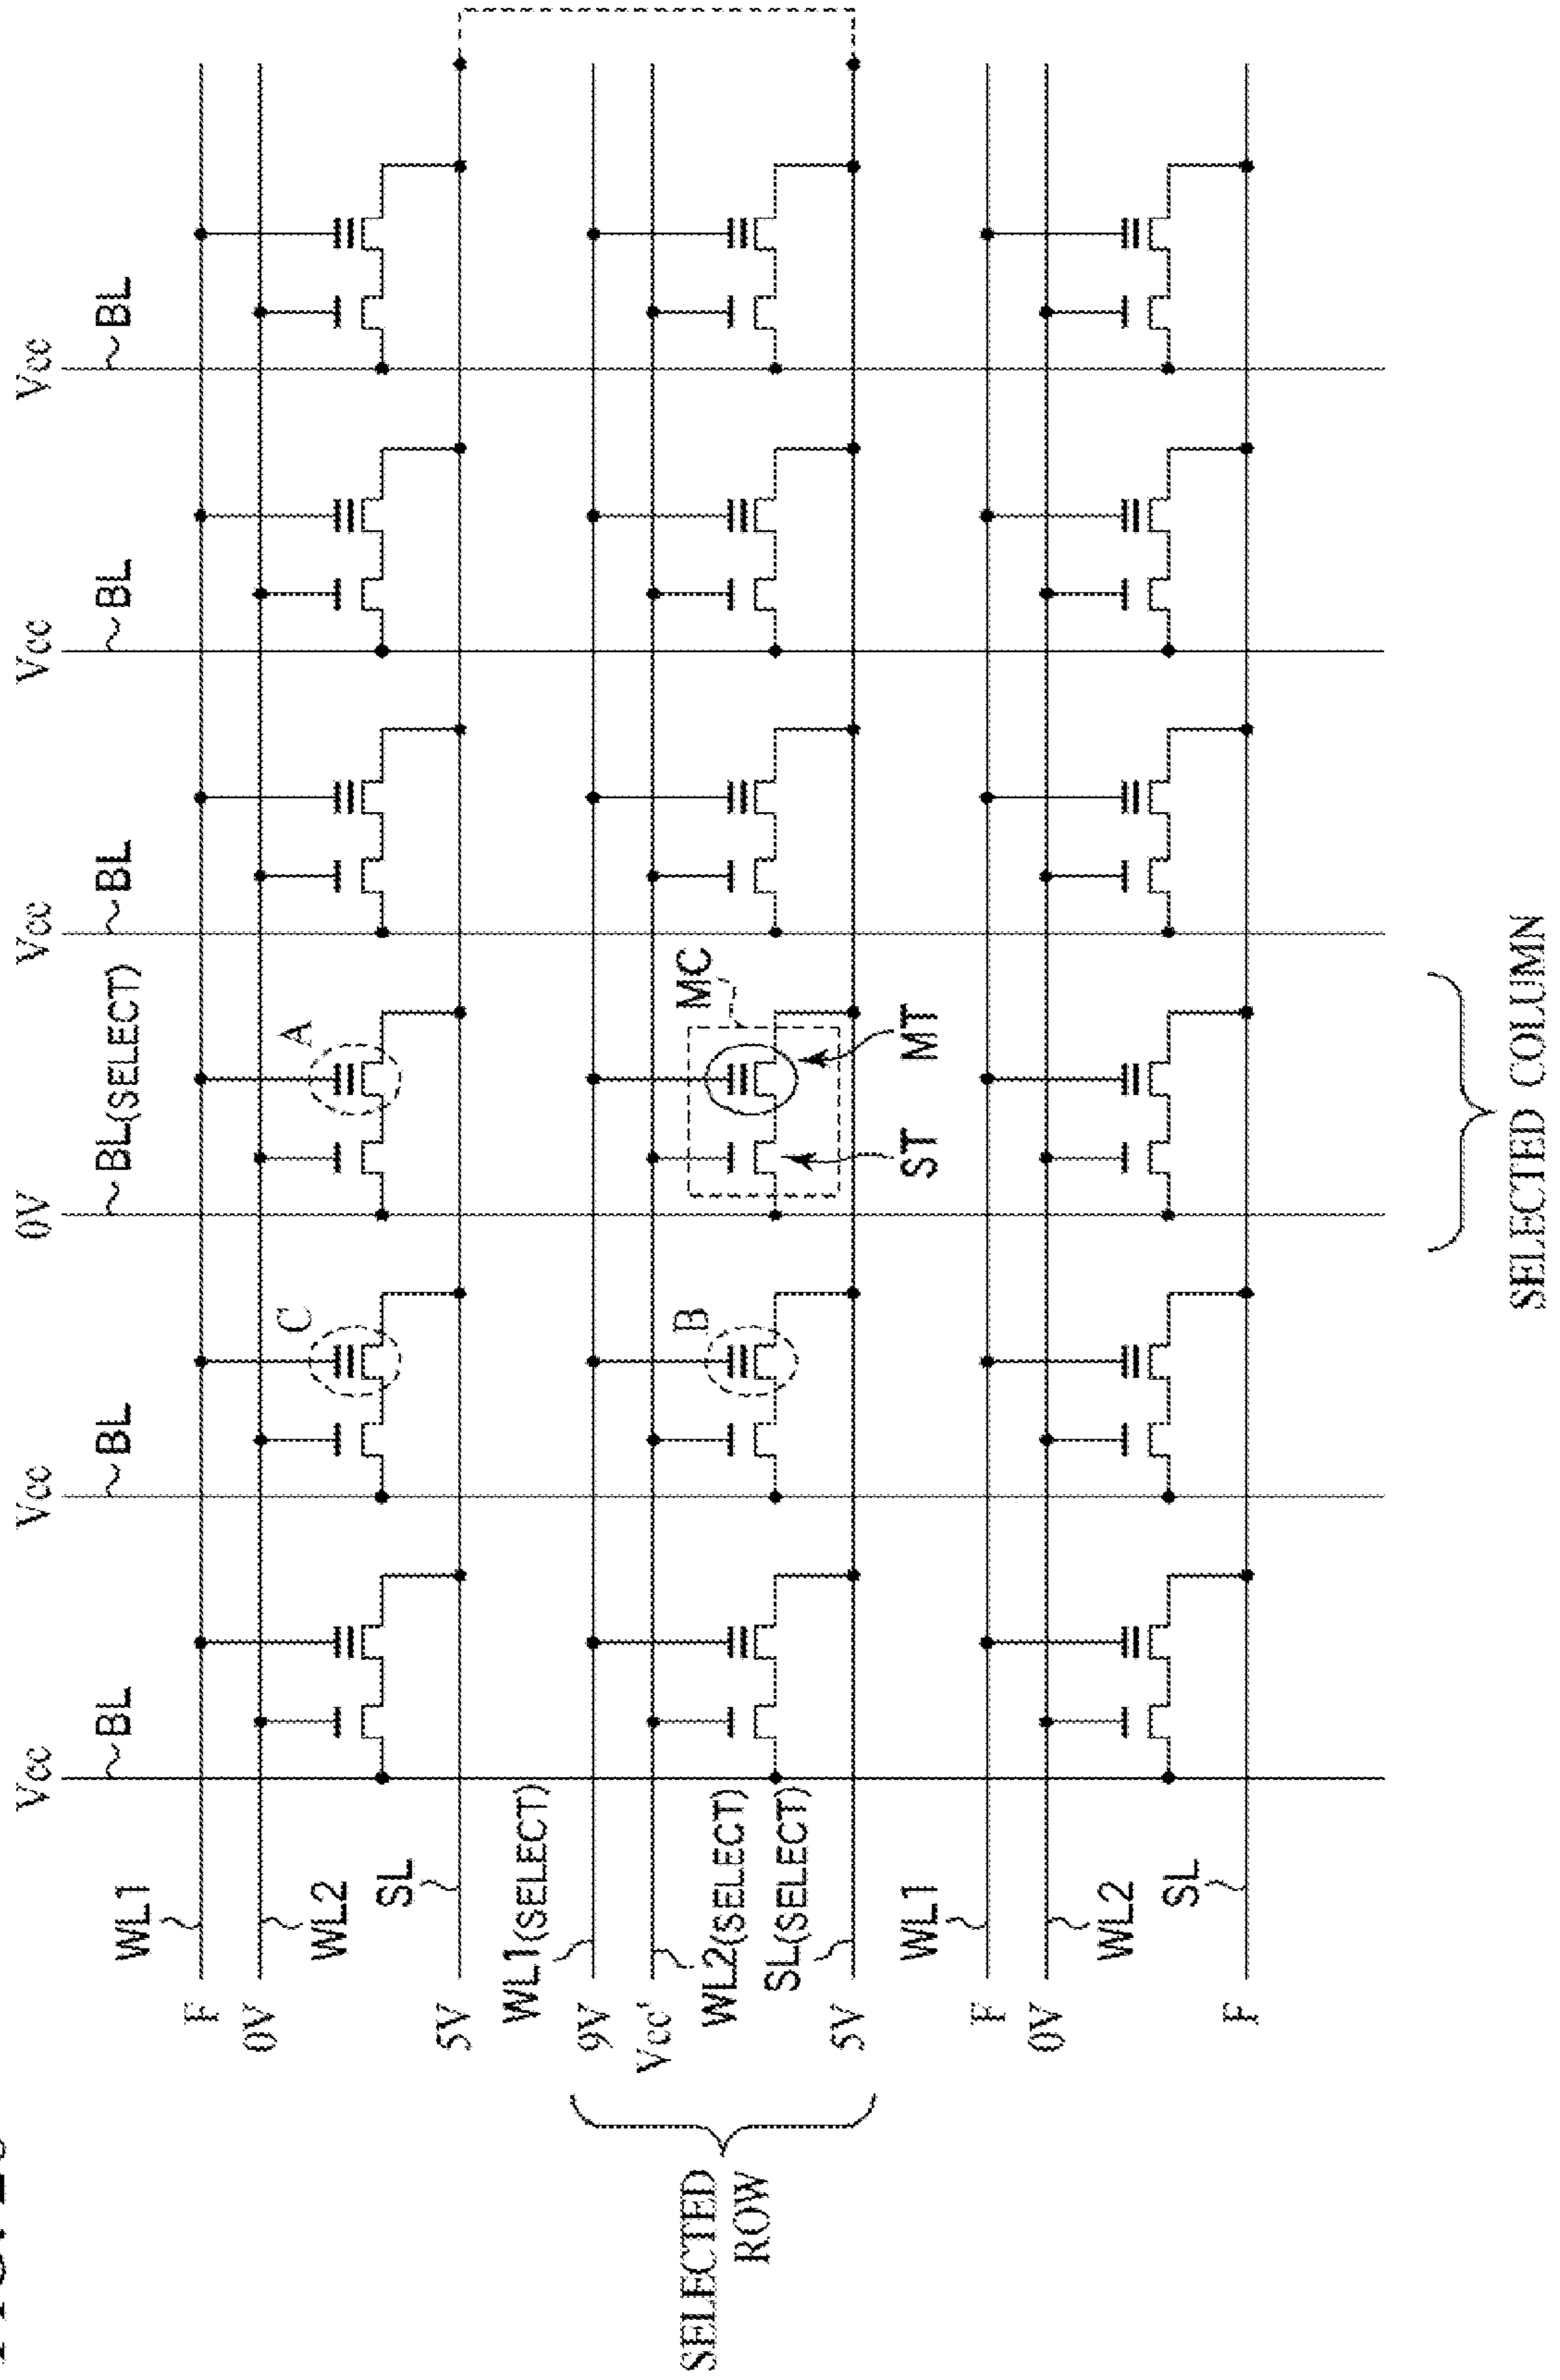 Vcc Vcc 0V Vcc Vcc Vcc
BL BL BL(SELECT) BL BL BL
WL1
F
0V
C A
WL2
SL
5V
WL1(SELECT)
9V
Vcc'
B MC
SELECTED
ROW
WL2(SELECT)
SL(SELECT)
5V
ST MT
WL1
F
0V
WL2
SL
F
SELECTED COLUMN